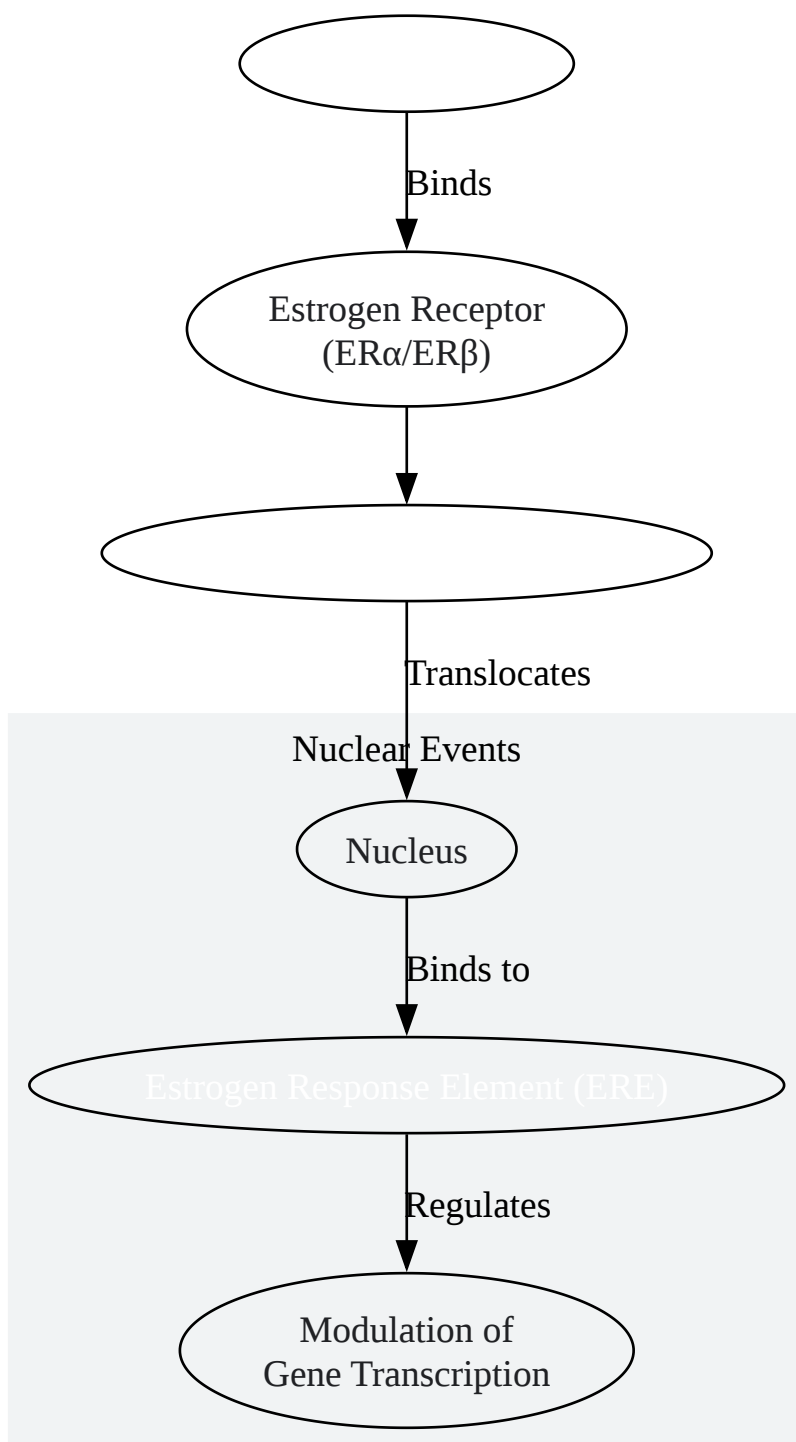 Binds
Estrogen Receptor
(ERα/ERβ)
Translocates
Nuclear Events
Nucleus
Binds to
Estrogen Response Element (ERE)
Regulates
Modulation of
Gene Transcription